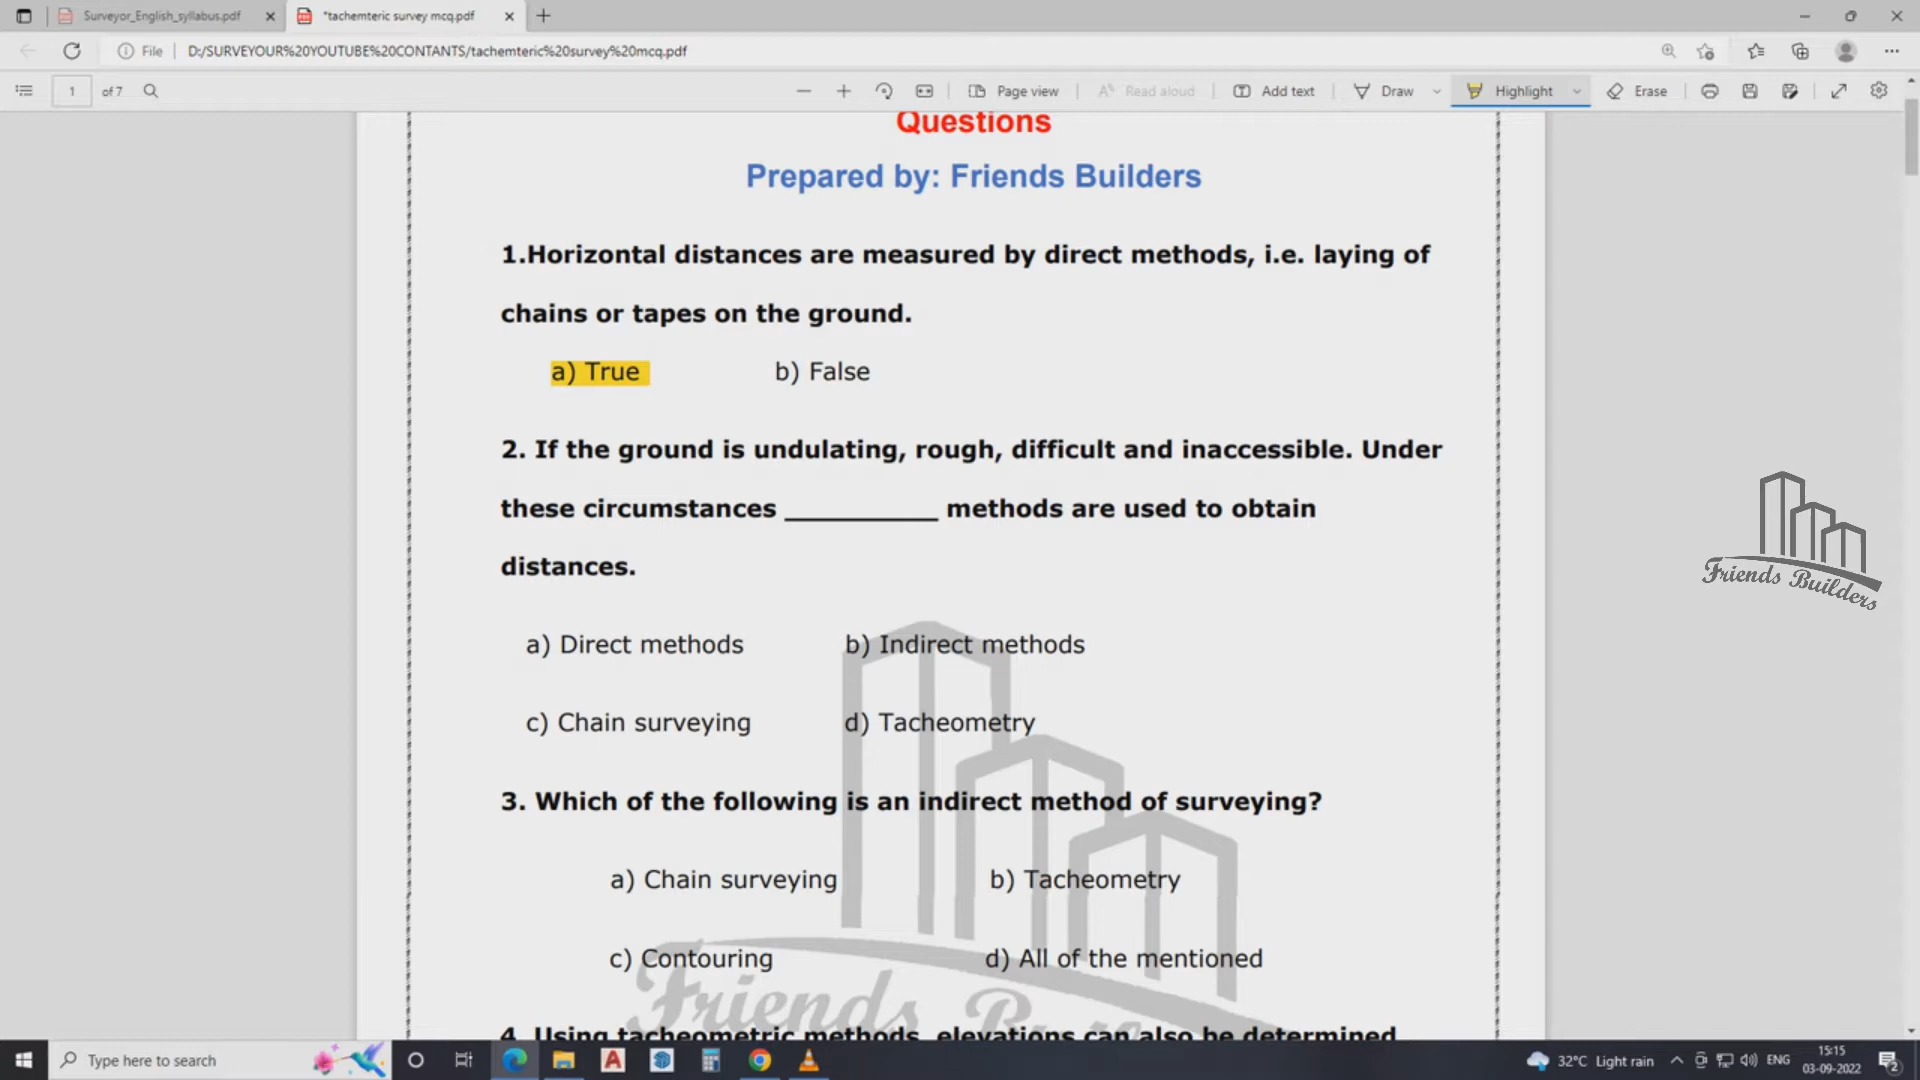 Surveyor_English_syllabus.pdf
*tachemteric survey mcq.pdf
File
D:/SURVEYOUR%20YOUTUBE%20CONTANTS/tachemteric%20survey%20mcq.pdf
1 of 7
Page view
Read aloud
Add text
Draw
Highlight
Erase
Questions
Prepared by: Friends Builders
1.Horizontal distances are measured by direct methods, i.e. laying of
chains or tapes on the ground.
a) True b) False
2. If the ground is undulating, rough, difficult and inaccessible. Under
these circumstances __________ methods are used to obtain
distances.
a) Direct methods b) Indirect methods
c) Chain surveying d) Tacheometry
3. Which of the following is an indirect method of surveying?
a) Chain surveying b) Tacheometry
c) Contouring d) All of the mentioned
4. Using tacheometric methods, elevations can also be determined
Friends Builders
Type here to search
32°C Light rain
ENG
15:15
03-09-2022
2